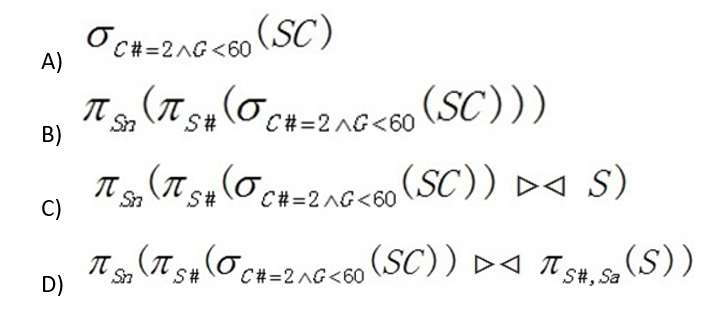 A) σ_{C#=2∧G<60}(SC)
B) π_{Sn}(π_{S#}(σ_{C#=2∧G<60}(SC)))
C) π_{Sn}(π_{S#}(σ_{C#=2∧G<60}(SC)) ▷◁ S)
D) π_{Sn}(π_{S#}(σ_{C#=2∧G<60}(SC)) ▷◁ π_{S#,Sa}(S))